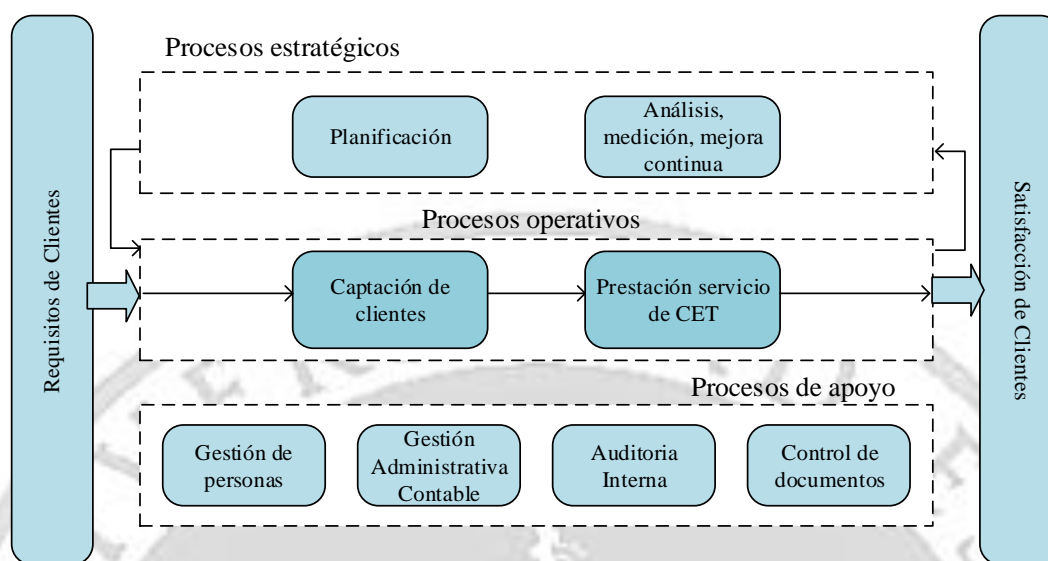 Requisitos de Clientes
Procesos estratégicos
Planificación
Análisis,
medición, mejora
continua
Procesos operativos
Captación de
clientes
Prestación servicio
de CET
Procesos de apoyo
Gestión de
personas
Gestión
Administrativa
Contable
Auditoria
Interna
Control de
documentos
Satisfacción de Clientes